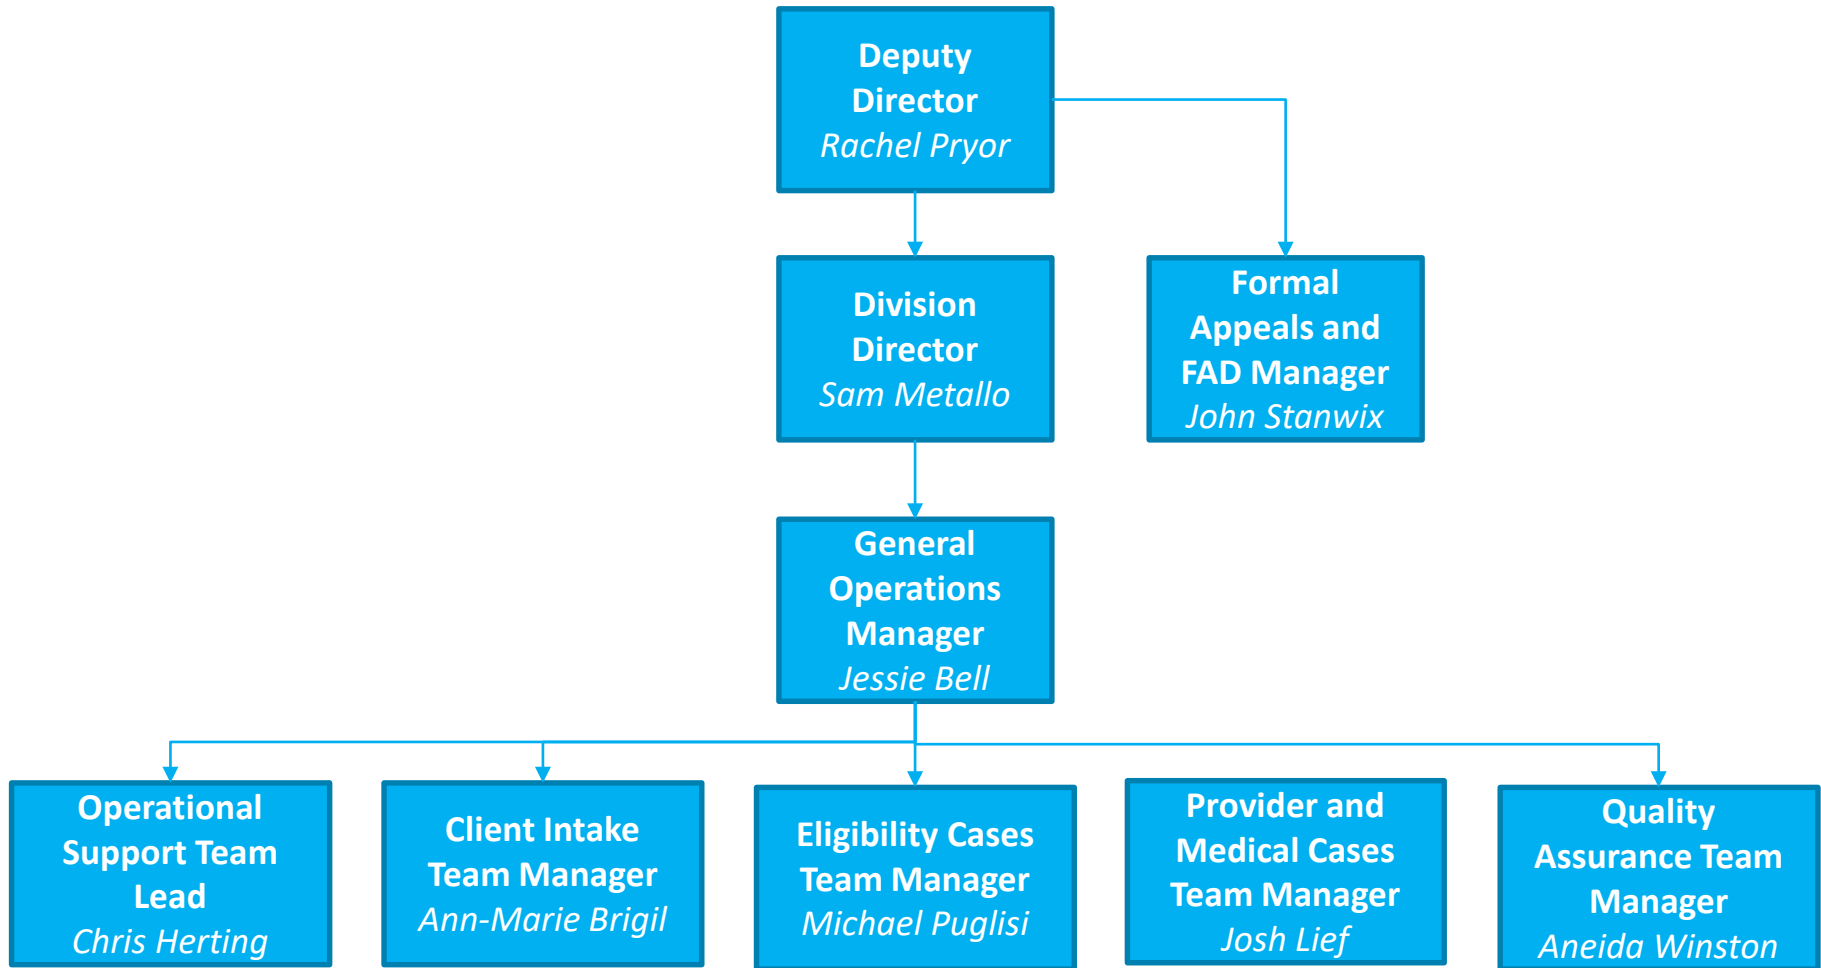 Deputy
Director
Rachel Pryor
Division
Director
Sam Metallo
Formal
Appeals and
FAD Manager
John Stanwix
General
Operations
Manager
Jessie Bell
Operational
Support Team
Lead
Chris Herting
Client Intake
Team Manager
Ann-Marie Brigil
Eligibility Cases
Team Manager
Michael Puglisi
Provider and
Medical Cases
Team Manager
Josh Lief
Quality
Assurance Team
Manager
Aneida Winston